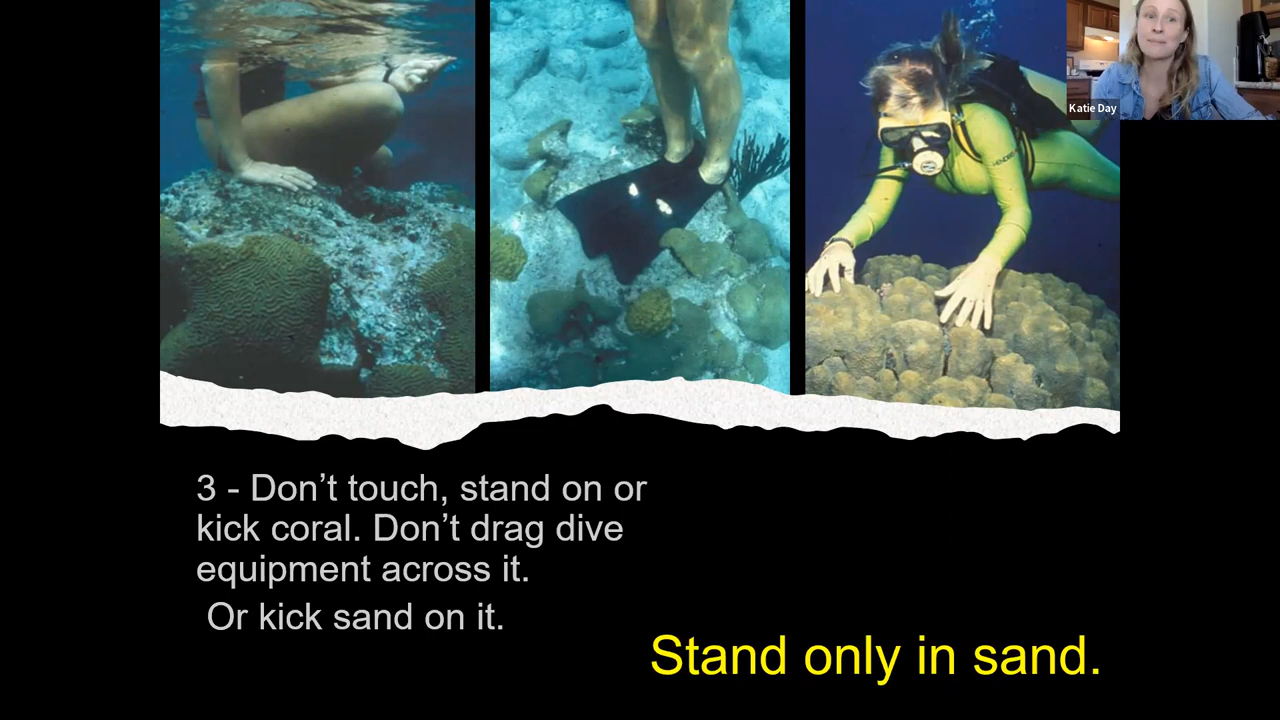 Katie Day
3 - Don’t touch, stand on or
kick coral. Don’t drag dive
equipment across it.
Or kick sand on it.
Stand only in sand.